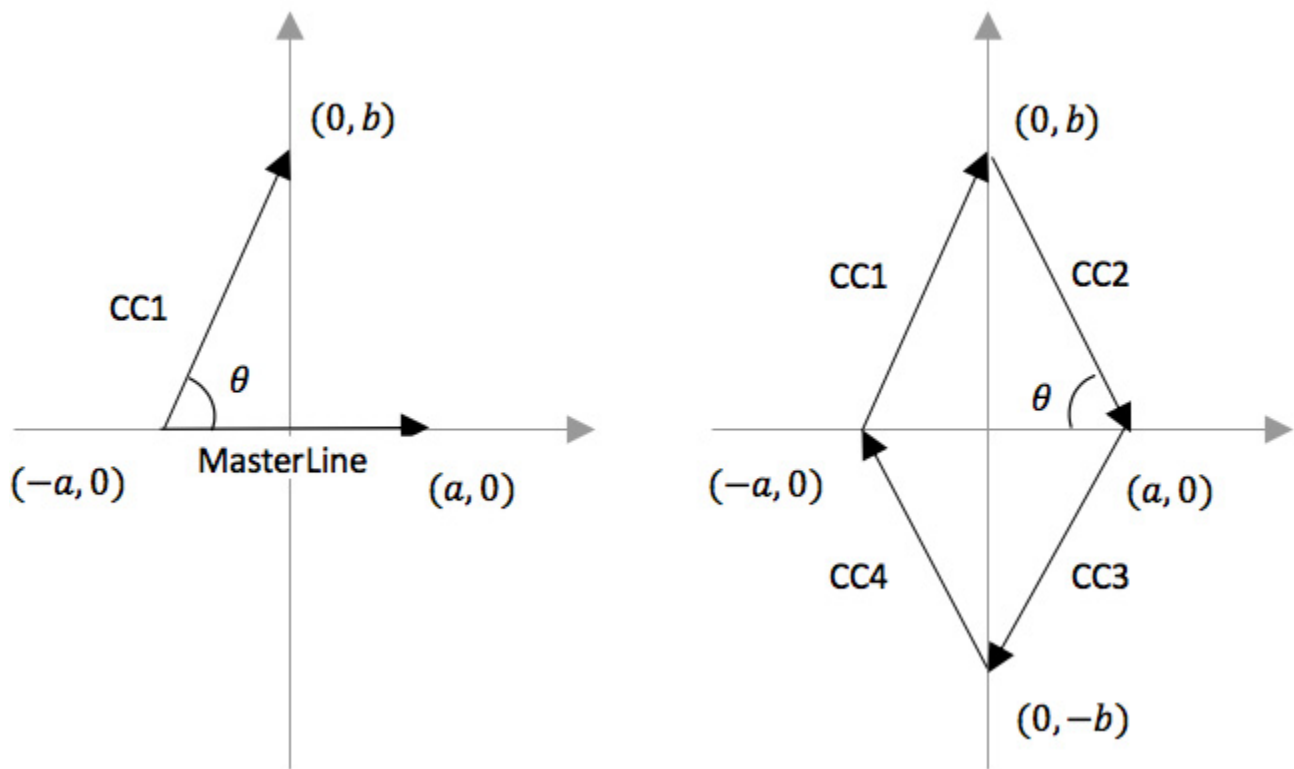 (0, b)
CC1
θ
MasterLine
(−a, 0)
(a, 0)
(0, b)
CC1
CC2
θ
(−a, 0)
(a, 0)
CC4
CC3
(0, −b)